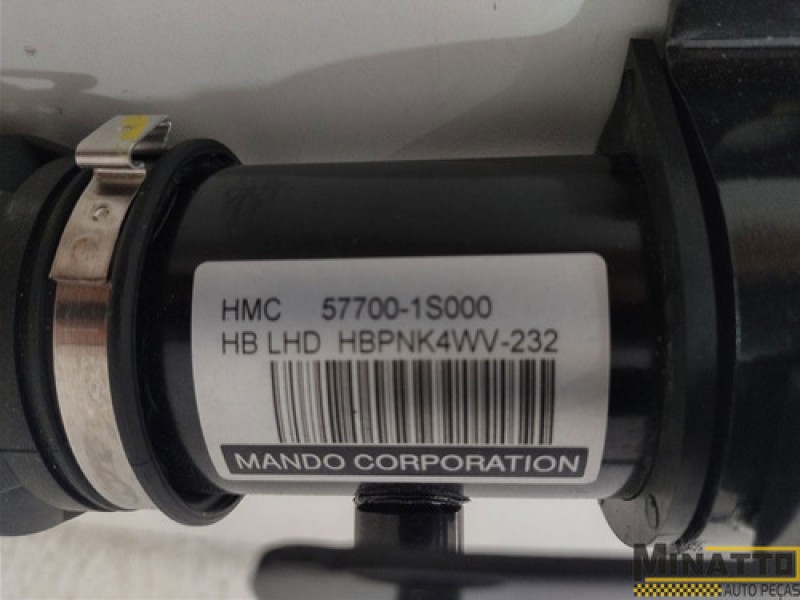 HMC 57700-1S000
HB LHD HBPNK4WV-232
MANDO CORPORATION
MINATTO
AUTO PEÇAS